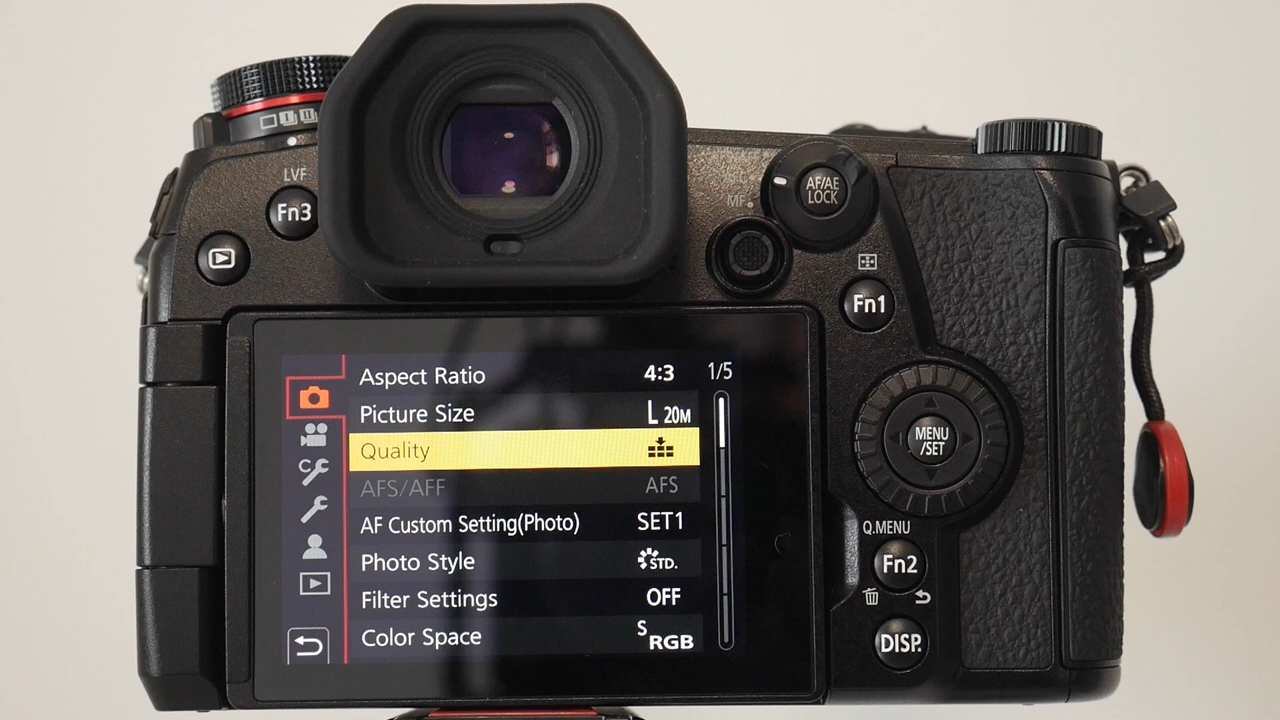 LVF
Fn3
MF
AF/AE
LOCK
Fn1
Aspect Ratio 4:3 1/5
Picture Size L 20M
Quality
AFS/AFF AFS
AF Custom Setting(Photo) SET1
Photo Style STD.
Filter Settings OFF
Color Space sRGB
MENU
/SET
Q.MENU
Fn2
DISP.